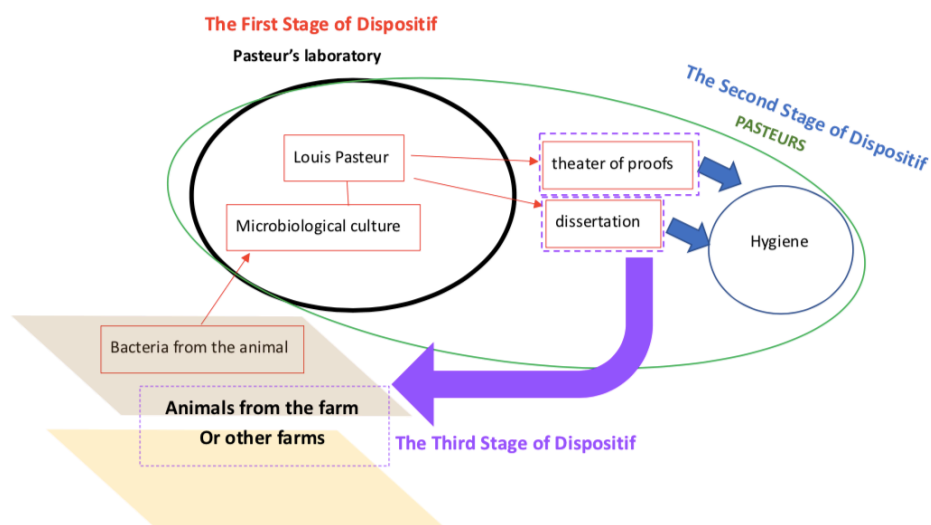 The First Stage of Dispositif
Pasteur's laboratory
The Second Stage of Dispositif
PASTEURS
Louis Pasteur
theater of proofs
Microbiological culture
dissertation
Hygiene
Bacteria from the animal
Animals from the farm
Or other farms
The Third Stage of Dispositif